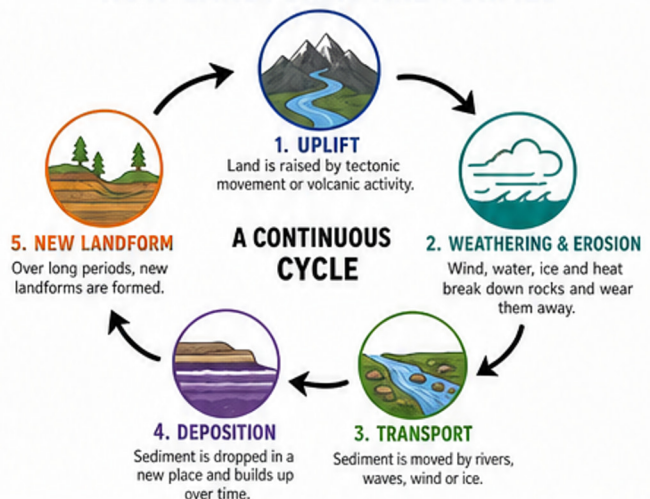 1. UPLIFT
Land is raised by tectonic
movement or volcanic activity.
2. WEATHERING & EROSION
Wind, water, ice and heat
break down rocks and wear
them away.
3. TRANSPORT
Sediment is moved by rivers,
waves, wind or ice.
4. DEPOSITION
Sediment is dropped in a
new place and builds up
over time.
5. NEW LANDFORM
Over long periods, new
landforms are formed.
A CONTINUOUS
CYCLE